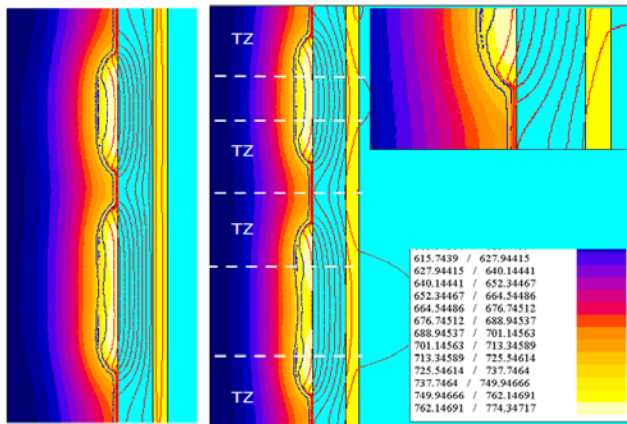 TZ
TZ
TZ
TZ
615.7439 / 627.94415
627.94415 / 640.14441
640.14441 / 652.34467
652.34467 / 664.54486
664.54486 / 676.74512
676.74512 / 688.94537
688.94537 / 701.14563
701.14563 / 713.34589
713.34589 / 725.54614
725.54614 / 737.7464
737.7464 / 749.94666
749.94666 / 762.14691
762.14691 / 774.34717